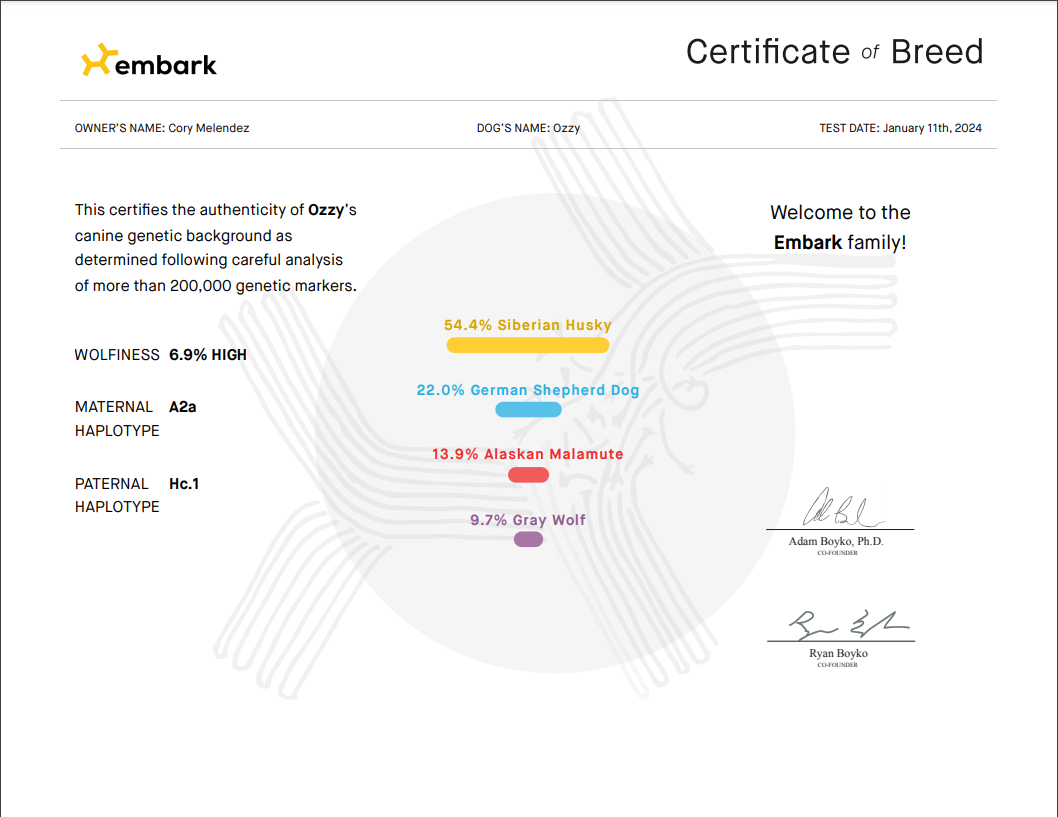 embark
Certificate of Breed
OWNER'S NAME: Cory Melendez
DOG'S NAME: Ozzy
TEST DATE: January 11th, 2024
This certifies the authenticity of Ozzy's
canine genetic background as
determined following careful analysis
of more than 200,000 genetic markers.
WOLFINESS 6.9% HIGH
MATERNAL A2a
HAPLOTYPE
PATERNAL Hc.1
HAPLOTYPE
54.4% Siberian Husky
22.0% German Shepherd Dog
13.9% Alaskan Malamute
9.7% Gray Wolf
Welcome to the
Embark family!
Adam Boyko, Ph.D.
CO-FOUNDER
Ryan Boyko
CO-FOUNDER